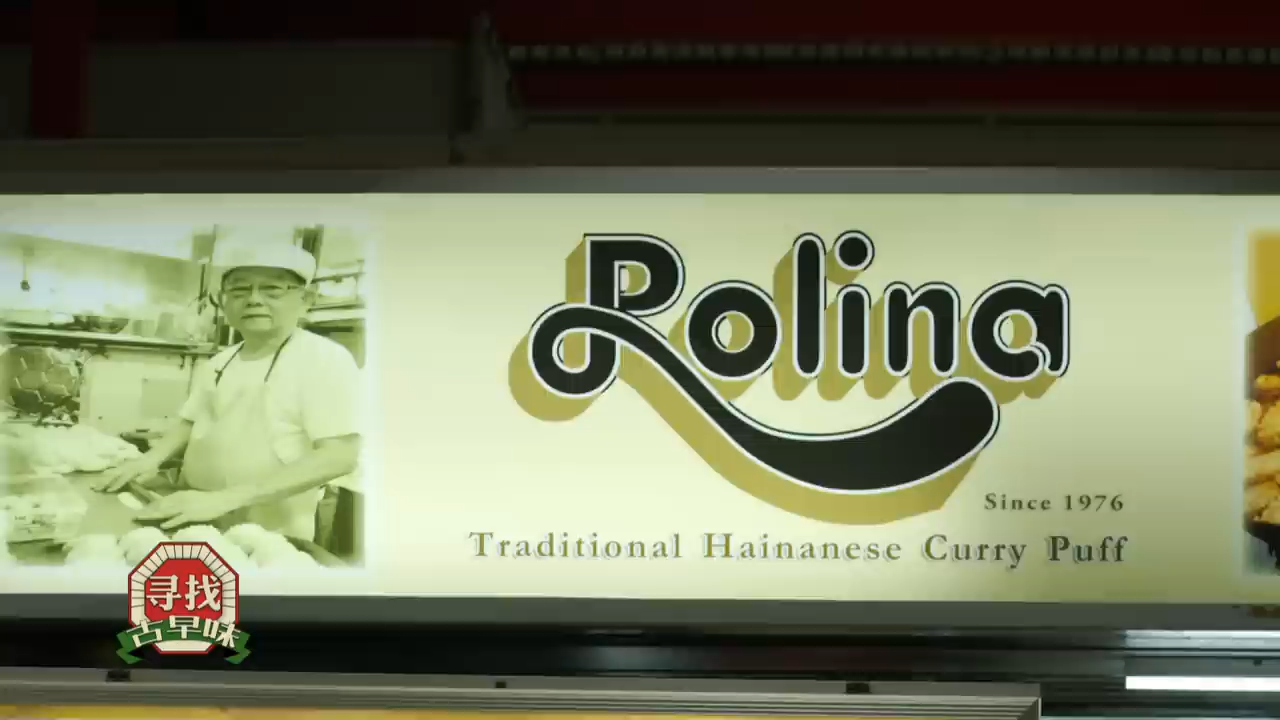 Rolina
Since 1976
Traditional Hainanese Curry Puff
寻找
古早味